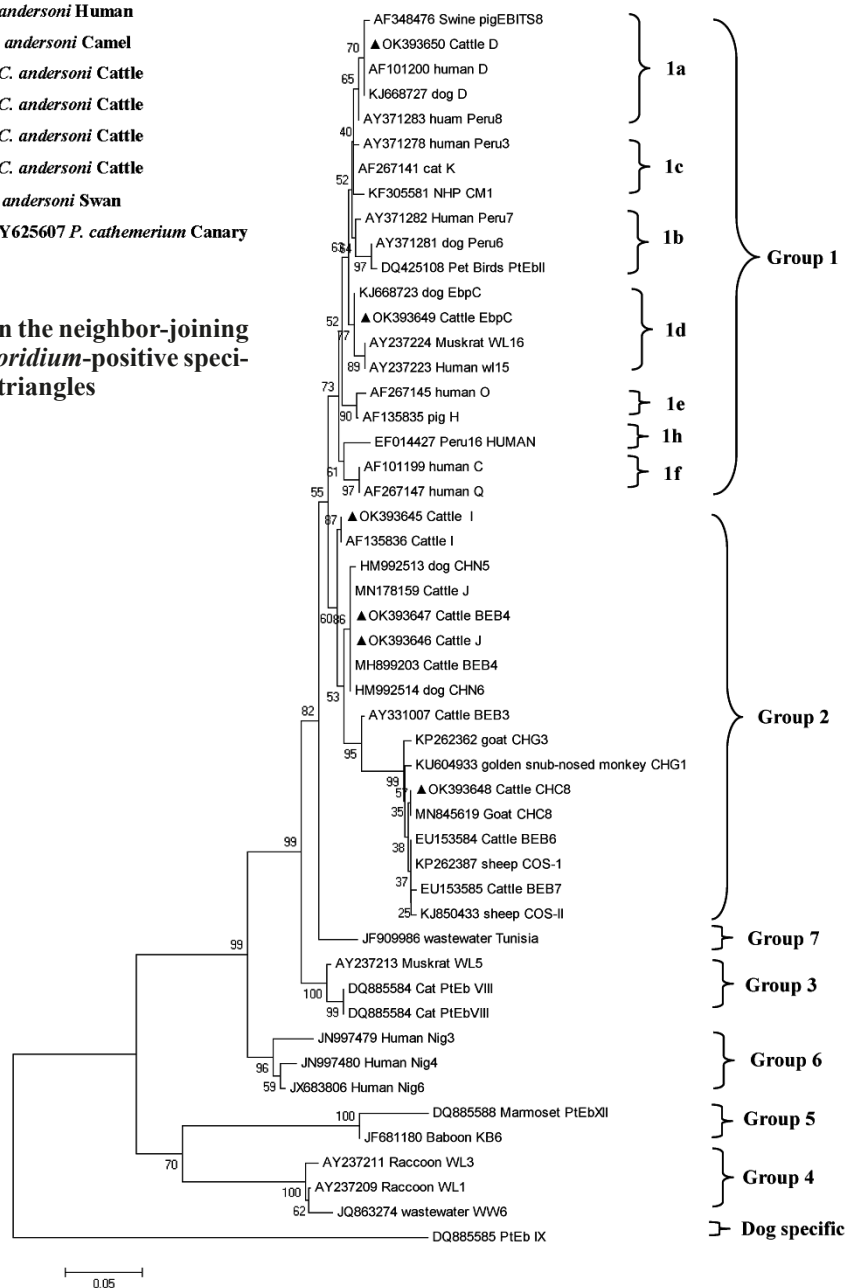 andersoni Human
andersoni Camel
C. andersoni Cattle
C. andersoni Cattle
C. andersoni Cattle
C. andersoni Cattle
andersoni Swan
Y625607 P. cathemerium Canary
n the neighbor-joining
oridium-positive speci-
triangles
AF348476 Swine pigEBITS8
70
▲OK393650 Cattle D
65
AF101200 human D
1a
KJ668727 dog D
AY371283 huam Peru8
40
AY371278 human Peru3
AF267141 cat K
1c
52
KF305581 NHP CM1
AY371282 Human Peru7
AY371281 dog Peru6
1b
64
97
DQ425108 Pet Birds PtEbII
Group 1
KJ668723 dog EbpC
52
▲OK393649 Cattle EbpC
1d
77
AY237224 Muskrat WL16
89
AY237223 Human wl15
73
AF267145 human O
1e
90
AF135835 pig H
EF014427 Peru16 HUMAN
1h
61
AF101199 human C
1f
97
AF267147 human Q
55
87
▲OK393645 Cattle I
AF135836 Cattle I
HM992513 dog CHN5
MN178159 Cattle J
6086
▲OK393647 Cattle BEB4
▲OK393646 Cattle J
MH899203 Cattle BEB4
53
HM992514 dog CHN6
82
AY331007 Cattle BEB3
Group 2
95
KP262362 goat CHG3
KU604933 golden snub-nosed monkey CHG1
99
57
▲OK393648 Cattle CHC8
35
MN845619 Goat CHC8
99
38
EU153584 Cattle BEB6
KP262387 sheep COS-1
37
EU153585 Cattle BEB7
25
KJ850433 sheep COS-II
99
JF909986 wastewater Tunisia
Group 7
AY237213 Muskrat WL5
100
DQ885584 Cat PtEb VIII
Group 3
99
DQ885584 Cat PtEbVIII
JN997479 Human Nig3
96
JN997480 Human Nig4
Group 6
59
JX683806 Human Nig6
100
DQ885588 Marmoset PtEbXII
Group 5
JF681180 Baboon KB6
70
AY237211 Raccoon WL3
100
AY237209 Raccoon WL1
Group 4
62
JQ863274 wastewater WW6
DQ885585 PtEb IX
Dog specific
0.05